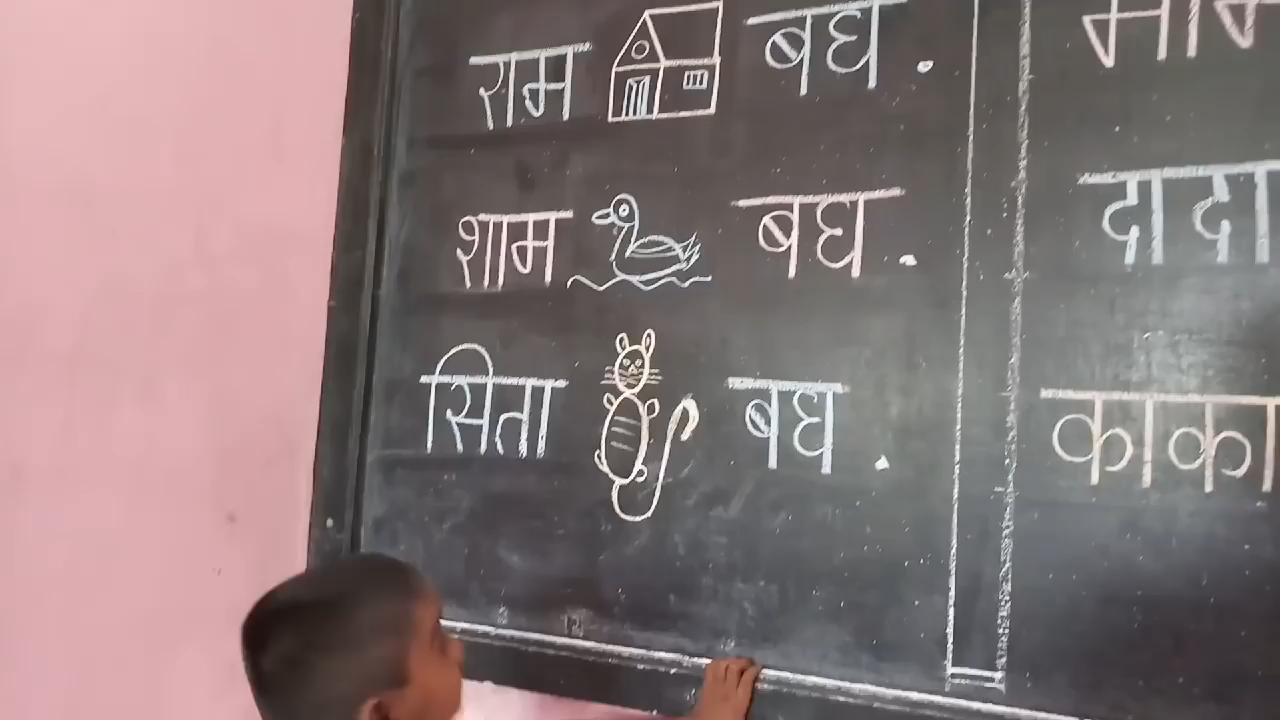 राम बघ.
शाम बघ.
सिता बघ.
दादा
काका